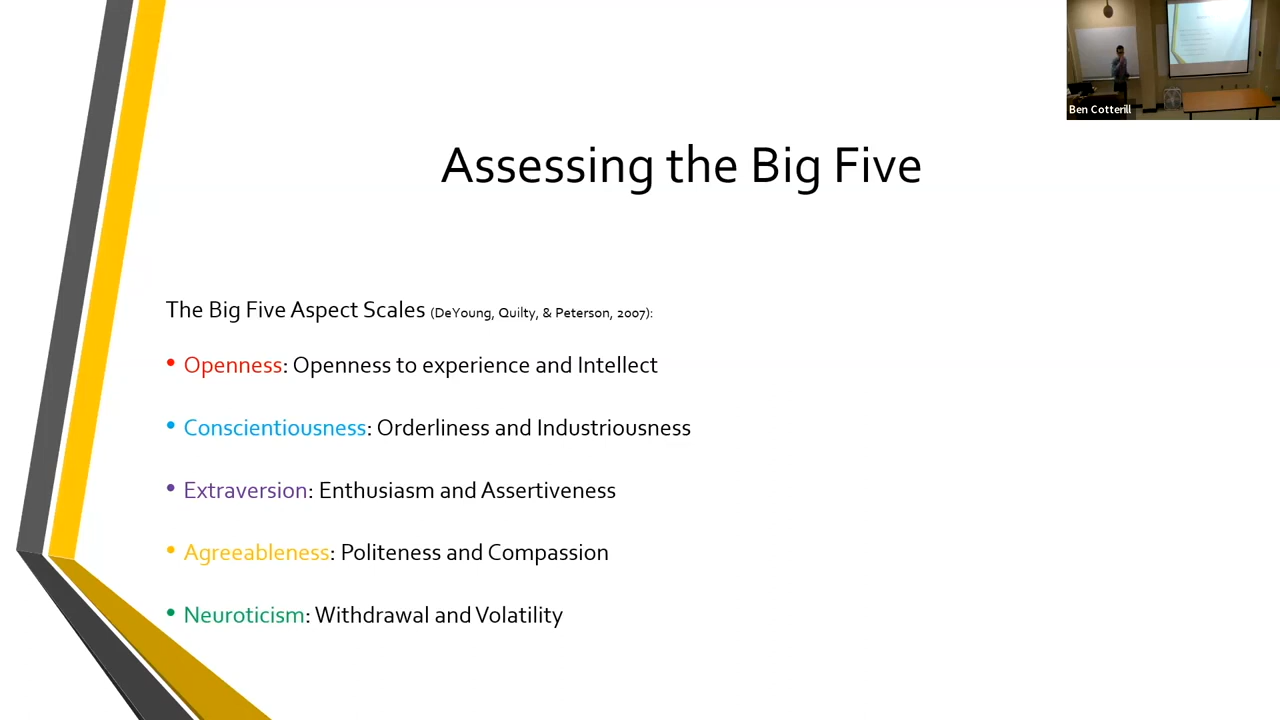 Ben Cotterill
Assessing the Big Five
The Big Five Aspect Scales (DeYoung, Quilty, & Peterson, 2007):
• Openness: Openness to experience and Intellect
• Conscientiousness: Orderliness and Industriousness
• Extraversion: Enthusiasm and Assertiveness
• Agreeableness: Politeness and Compassion
• Neuroticism: Withdrawal and Volatility